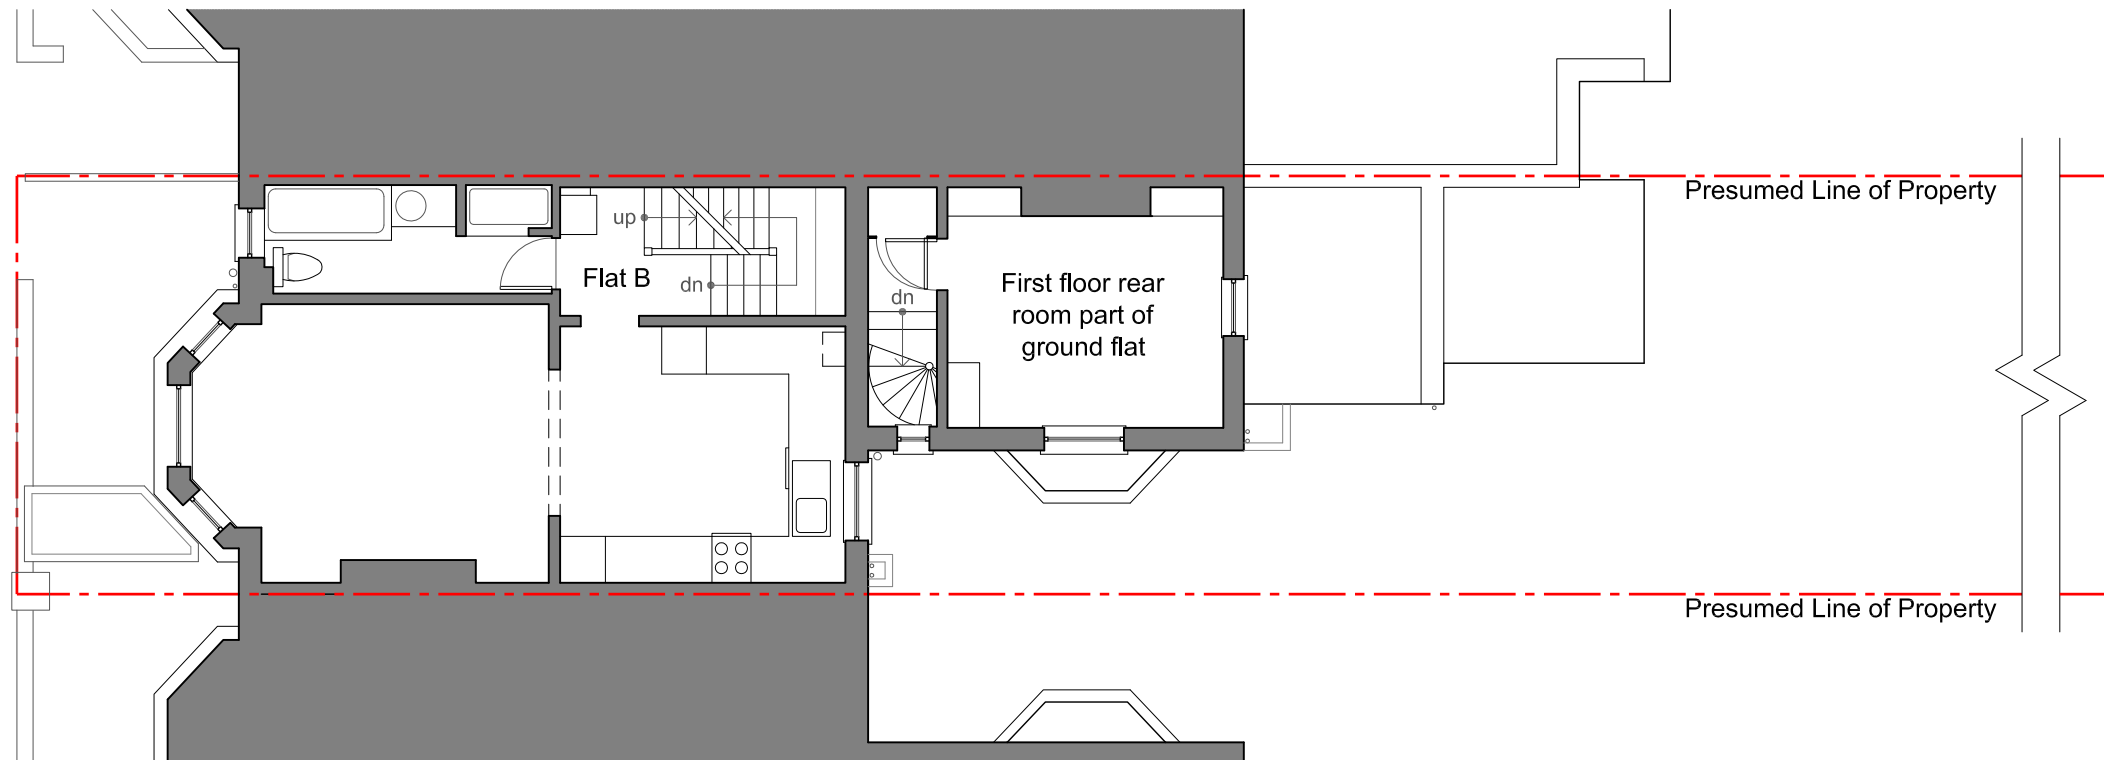 Presumed Line of Property
up
Flat B
dn
dn
First floor rear
room part of
ground flat
Presumed Line of Property